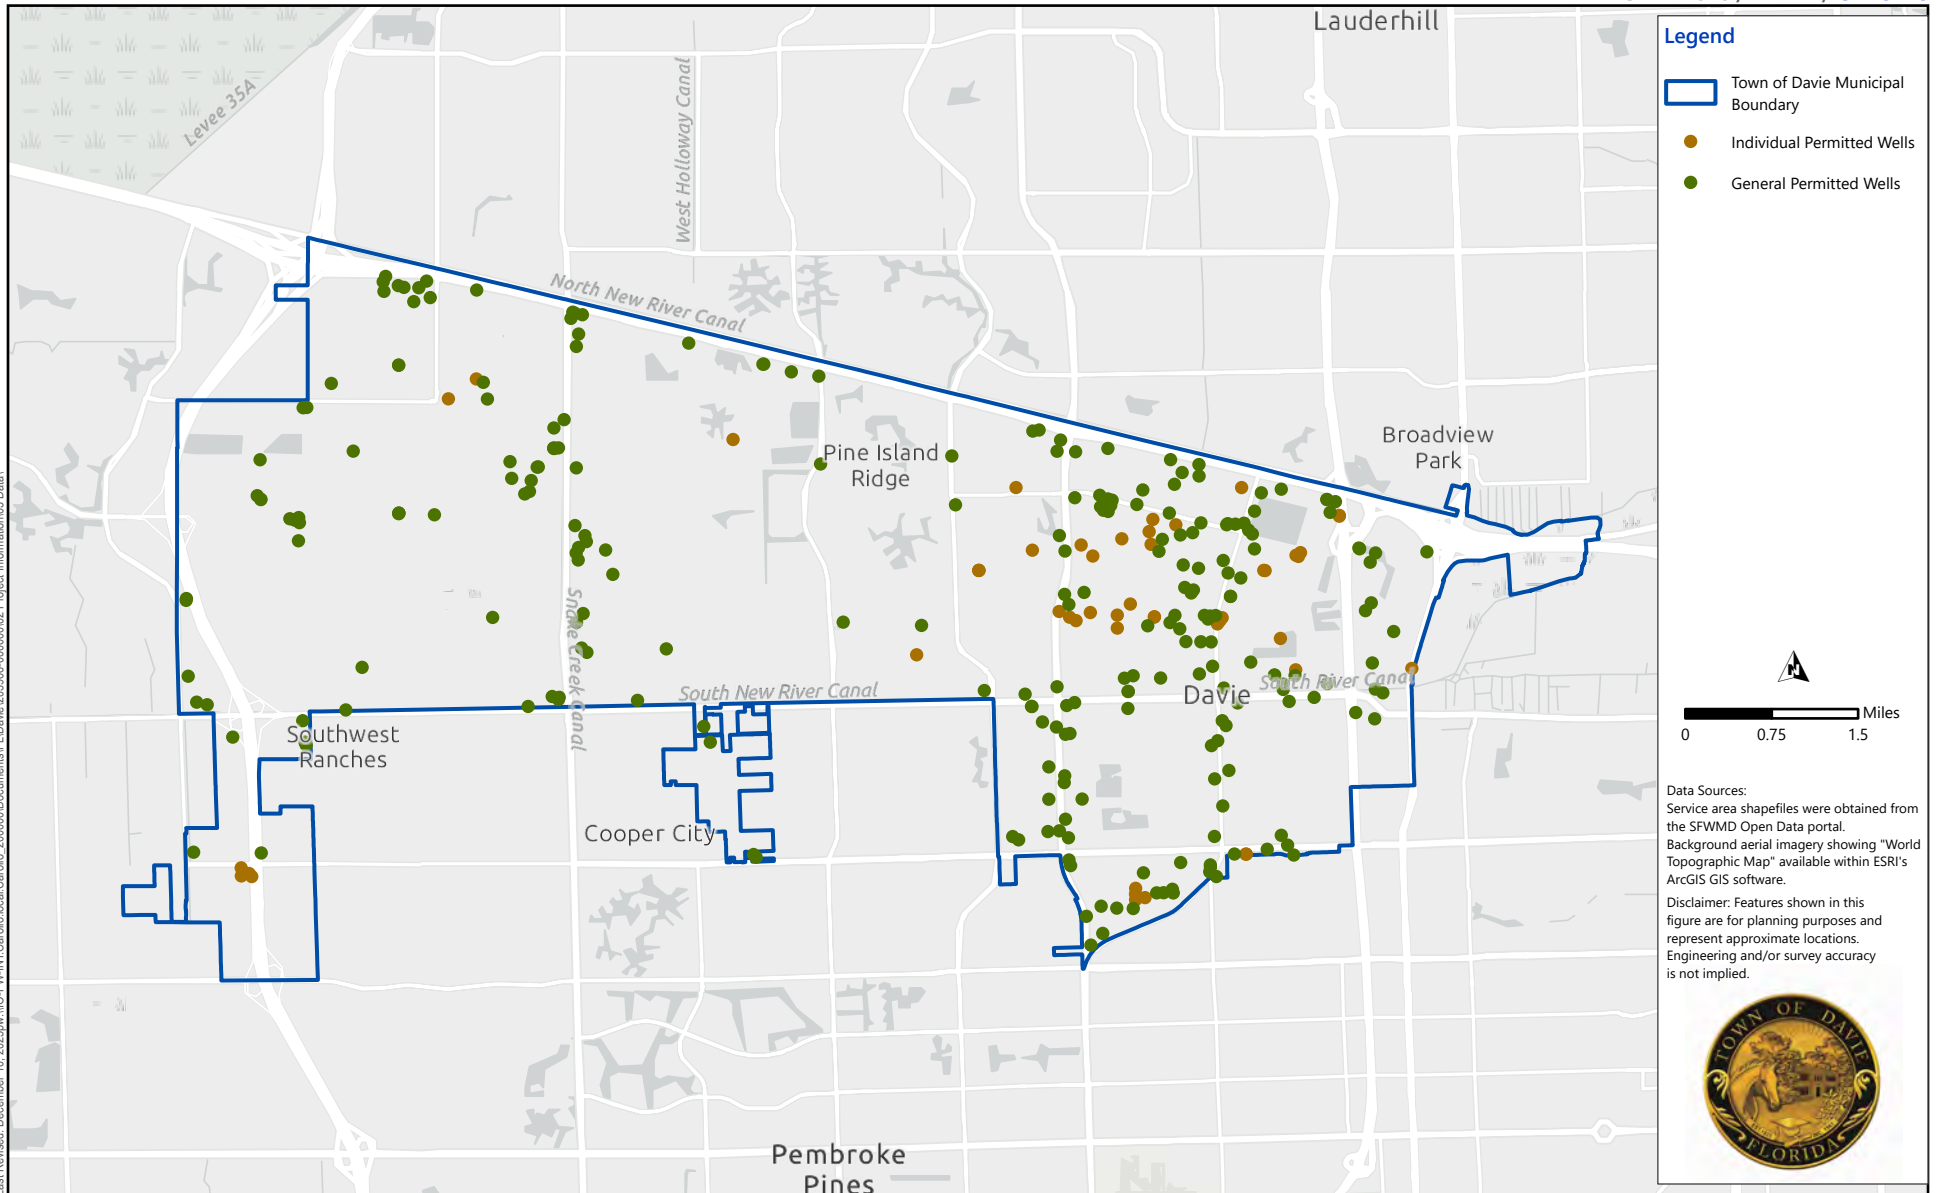 Lauderhill
Levee 35A
West Holloway Canal
North New River Canal
Broadview
Park
Pine Island
Ridge
Snake Creek Canal
South New River Canal
Davie
South River Canal
Southwest
Ranches
Cooper City
Pembroke
Pines
Legend
Town of Davie Municipal
Boundary
Individual Permitted Wells
General Permitted Wells
N
Miles
0 0.75 1.5
Data Sources:
Service area shapefiles were obtained from
the SFWMD Open Data portal.
Background aerial imagery showing "World
Topographic Map" available within ESRI's
ArcGIS GIS software.
Disclaimer: Features shown in this
figure are for planning purposes and
represent approximate locations.
Engineering and/or survey accuracy
is not implied.
TOWN OF DAVIE
FLORIDA